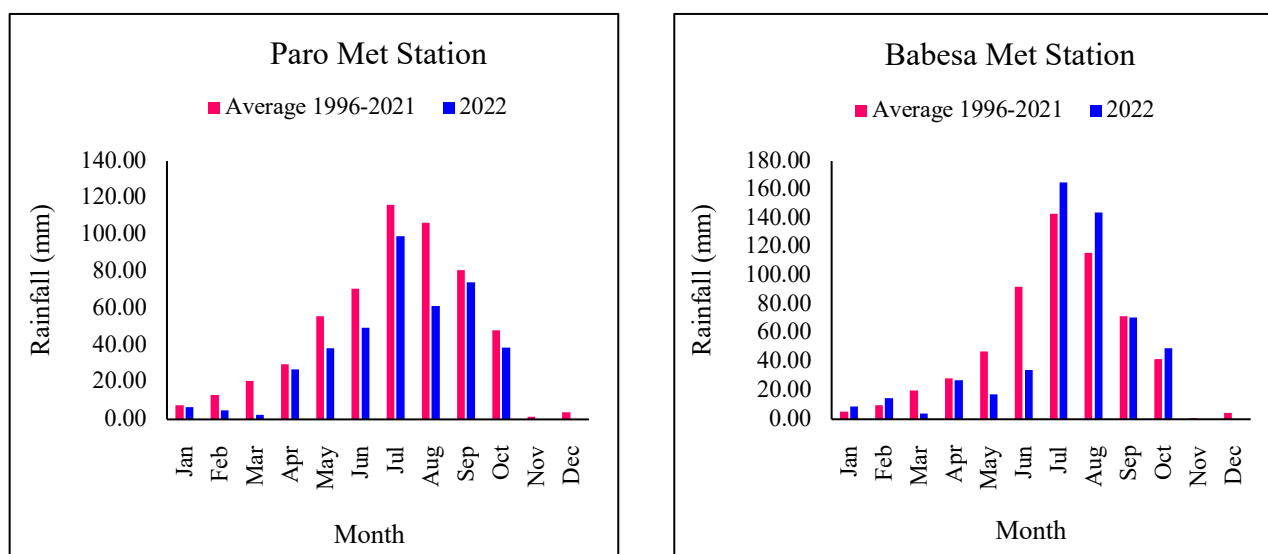 Paro Met Station
Average 1996-2021 2022
140.00
120.00
100.00
80.00
60.00
40.00
20.00
0.00
Rainfall (mm)
Jan Feb Mar Apr May Jun Jul Aug Sep Oct Nov Dec
Month
Babesa Met Station
Average 1996-2021 2022
180.00
160.00
140.00
120.00
100.00
80.00
60.00
40.00
20.00
0.00
Rainfall (mm)
Jan Feb Mar Apr May Jun Jul Aug Sep Oct Nov Dec
Month